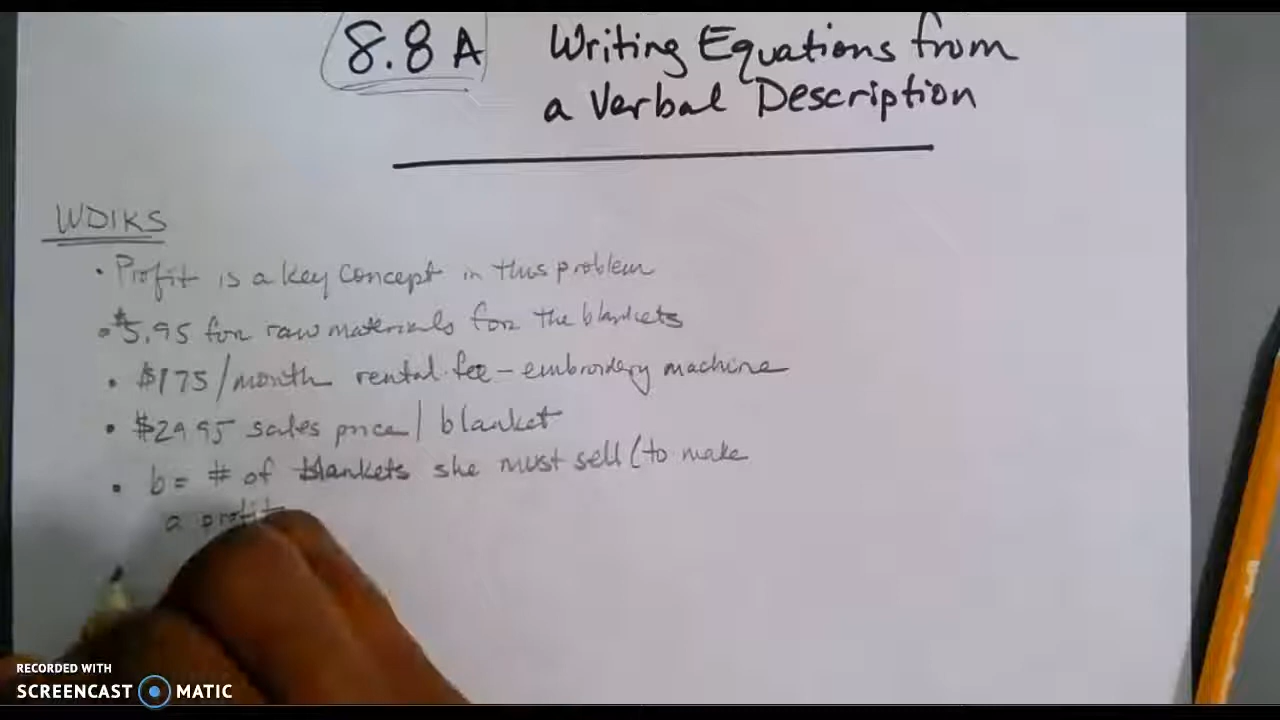 8.8A Writing Equations from
a Verbal Description
WDIKS
• Profit is a key concept in this problem
• $5.95 for raw materials for the blankets
• $175/month rental fee - embroidery machine
• $29.95 sales price/blanket
• b = # of blankets she must sell (to make
a profit
RECORDED WITH
SCREENCAST MATIC